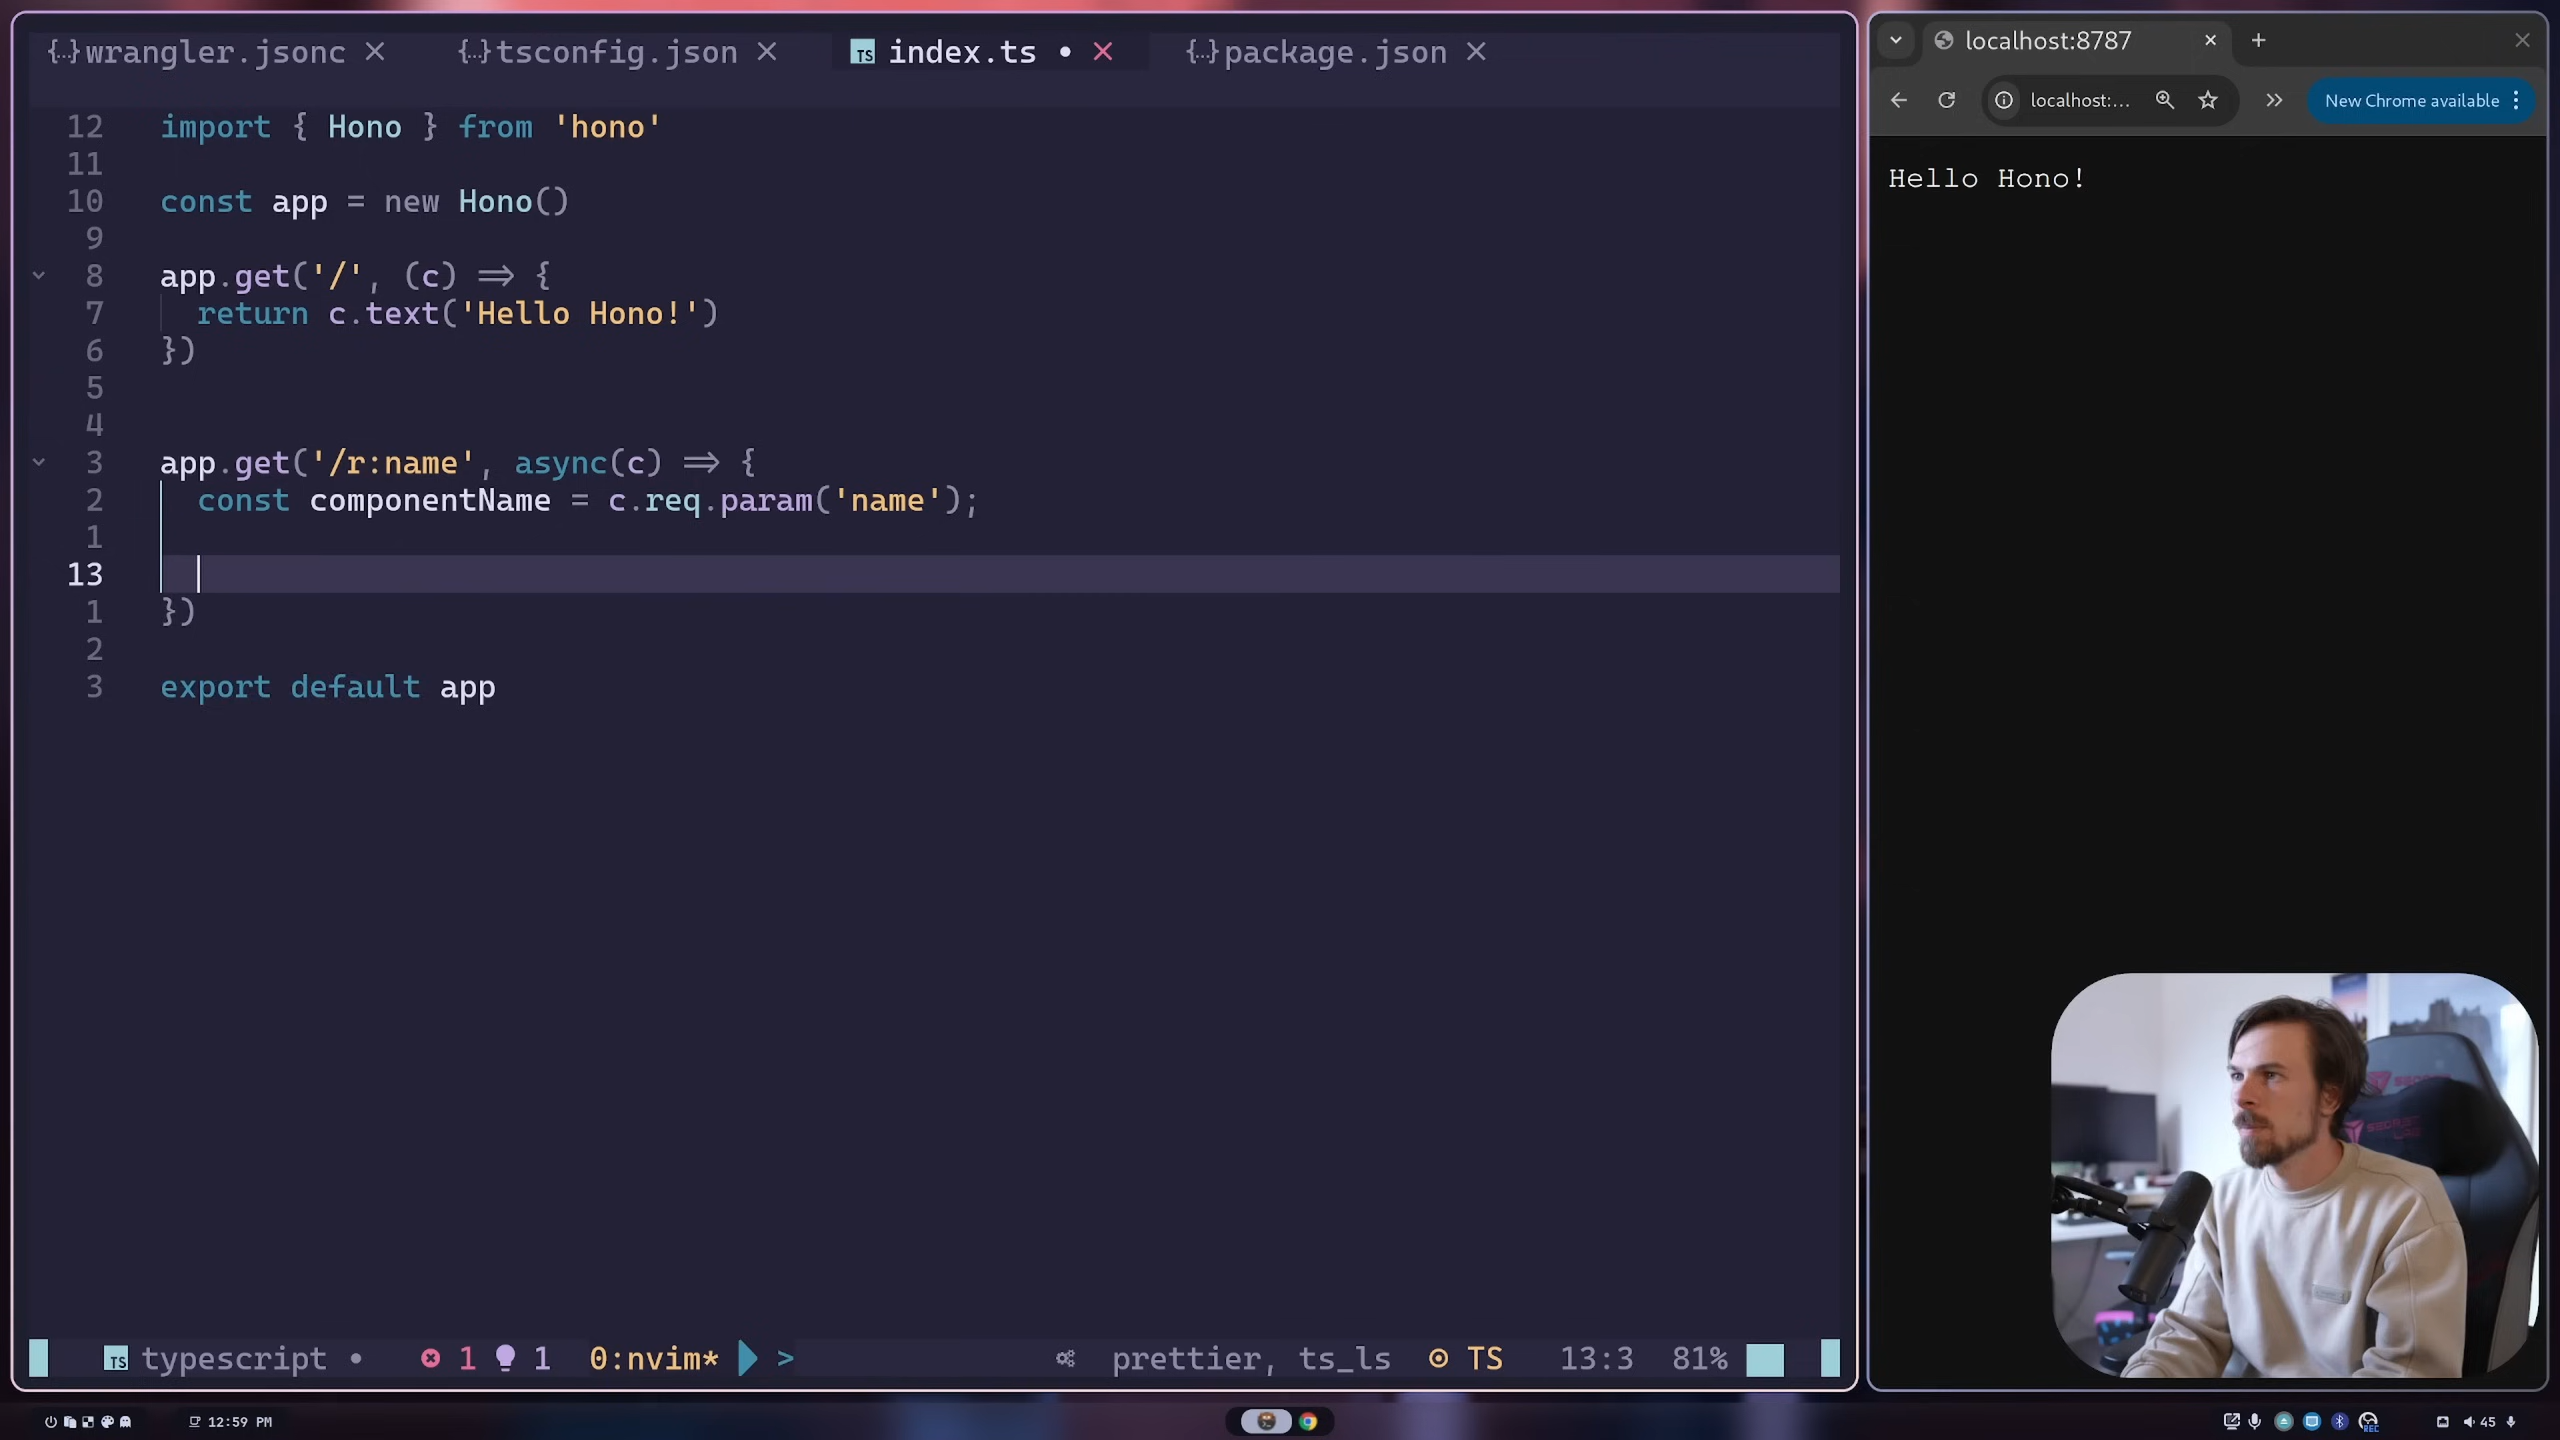 {..}wrangler.jsonc × {..}tsconfig.json × TS index.ts • × {..}package.json ×
12 import { Hono } from 'hono'
11
10 const app = new Hono()
9
8 app.get('/', (c) => {
7 return c.text('Hello Hono!')
6 })
5
4
3 app.get('/r:name', async(c) => {
2 const componentName = c.req.param('name');
1
13
1 })
2
3 export default app
TS typescript • 1 1 0:nvim* > prettier, ts_ls TS 13:3 81%
localhost:8787
localhost:... New Chrome available
Hello Hono!
12:59 PM
REC 45